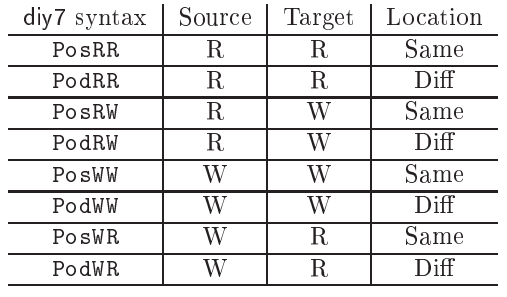 diy7 syntax Source Target Location
PosRR R R Same
PodRR R R Diff
PosRW R W Same
PodRW R W Diff
PosWW W W Same
PodWW W W Diff
PosWR W R Same
PodWR W R Diff